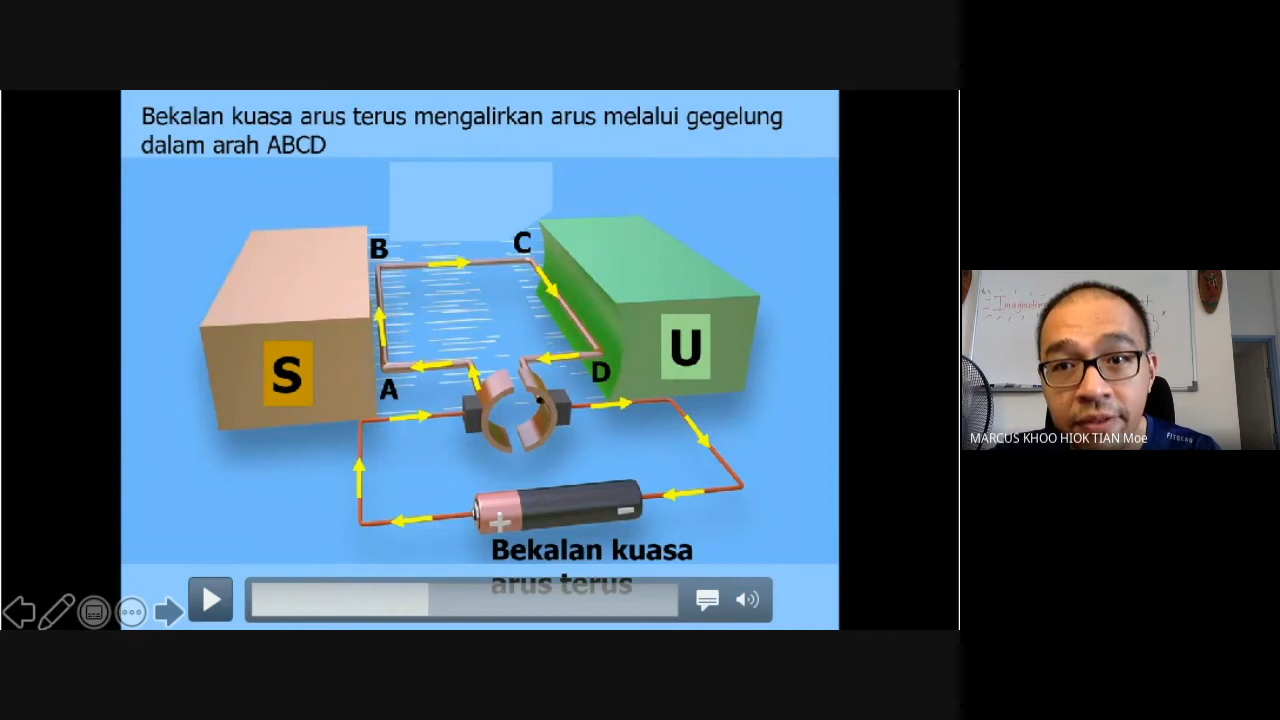 Bekalan kuasa arus terus mengalirkan arus melalui gegelung
dalam arah ABCD
B
C
S
U
A
D
+
Bekalan kuasa
arus terus
MARCUS KHOO HIOK TIAN Moe
FITBLAB